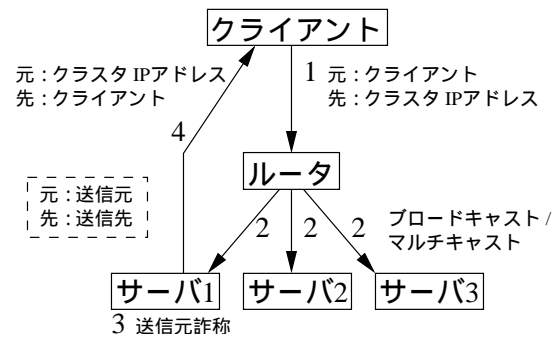 クライアント
元：クラスタ IPアドレス
先：クライアント
1 元：クライアント
先：クラスタ IPアドレス
4
ルータ
元：送信元
先：送信先
2 2 2 ブロードキャスト /
マルチキャスト
サーバ1 サーバ2 サーバ3
3 送信元詐称